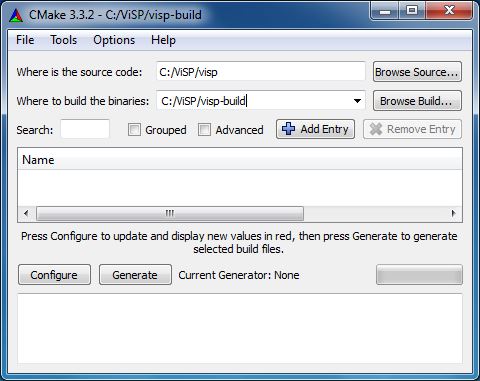 CMake 3.3.2 - C:/ViSP/visp-build
File Tools Options Help
Where is the source code: C:/ViSP/visp Browse Source...
Where to build the binaries: C:/ViSP/visp-build Browse Build...
Search: Grouped Advanced Add Entry Remove Entry
Name
Press Configure to update and display new values in red, then press Generate to generate
selected build files.
Configure Generate Current Generator: None